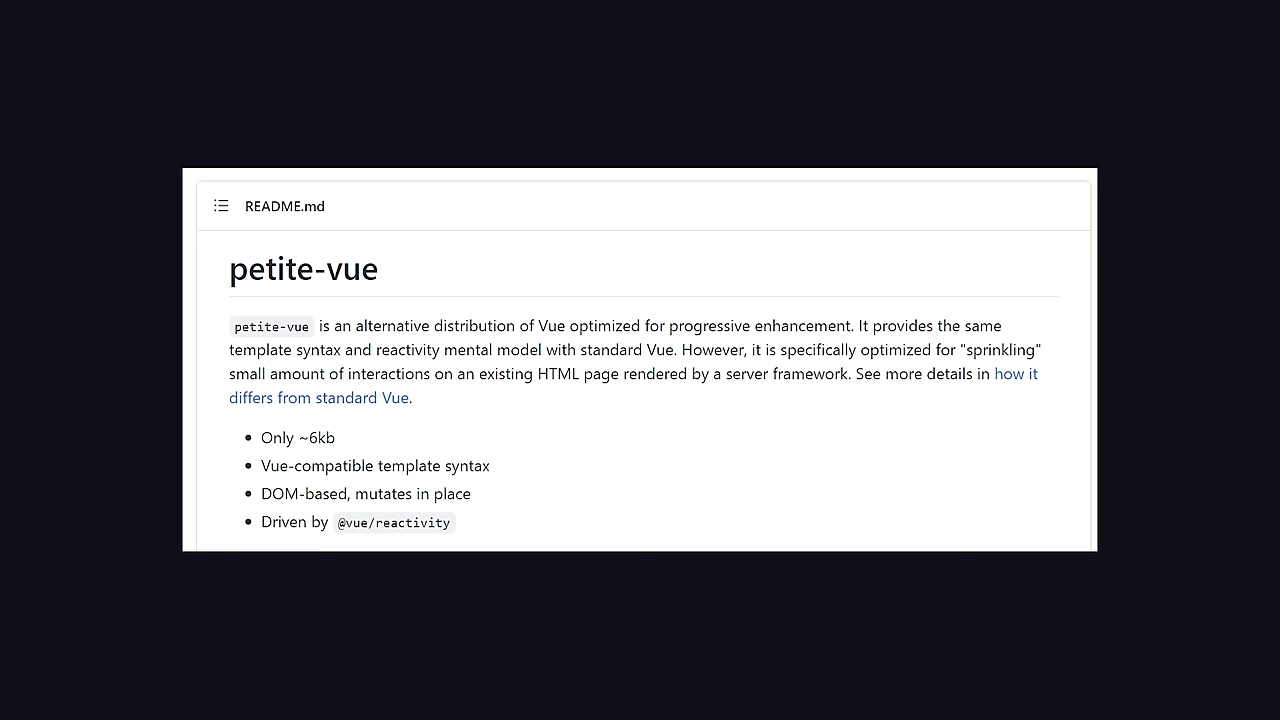 README.md
petite-vue
petite-vue is an alternative distribution of Vue optimized for progressive enhancement. It provides the same
template syntax and reactivity mental model with standard Vue. However, it is specifically optimized for "sprinkling"
small amount of interactions on an existing HTML page rendered by a server framework. See more details in how it
differs from standard Vue.
Only ~6kb
Vue-compatible template syntax
DOM-based, mutates in place
Driven by @vue/reactivity